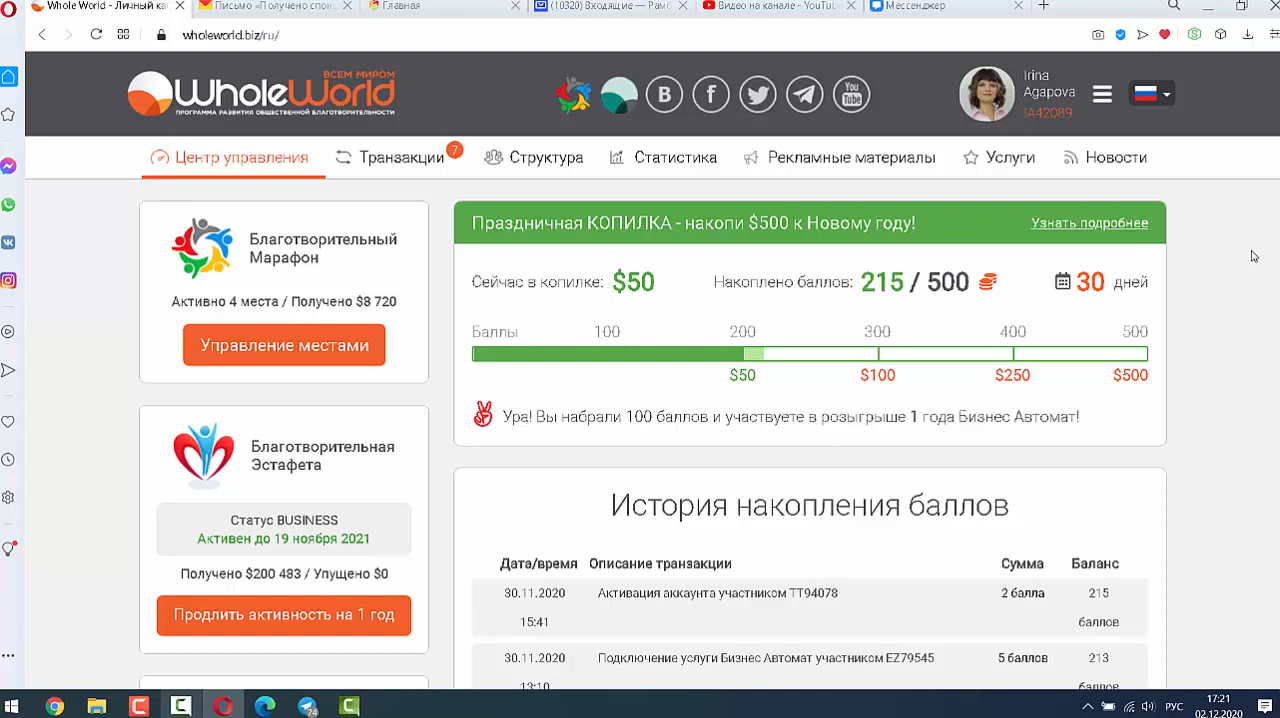 Whole World - Личный ка
Письмо «Получено спон
Главная
(10320) Входящие — Рамб
Видео на канале - YouTub
Мессенджер
wholeworld.biz/ru/
ВСЕМ МИРОМ
WholeWorld
ПРОГРАММА РАЗВИТИЯ ОБЩЕСТВЕННОЙ БЛАГОТВОРИТЕЛЬНОСТИ
B
f
You
Tube
Irina
Agapova
IA42089
Центр управления
Транзакции
7
Структура
Статистика
Рекламные материалы
Услуги
Новости
Благотворительный
Марафон
Активно 4 места / Получено $8 720
Управление местами
Благотворительная
Эстафета
Статус BUSINESS
Активен до 19 ноября 2021
Получено $200 483 / Упущено $0
Продлить активность на 1 год
Праздничная КОПИЛКА - накопи $500 к Новому году!
Узнать подробнее
Сейчас в копилке: $50
Накоплено баллов: 215 / 500
30 дней
Баллы 100 200 300 400 500
$50 $100 $250 $500
Ура! Вы набрали 100 баллов и участвуете в розыгрыше 1 года Бизнес Автомат!
История накопления баллов
Дата/время Описание транзакции Сумма Баланс
30.11.2020 Активация аккаунта участником TT94078 2 балла 215
15:41 баллов
30.11.2020 Подключение услуги Бизнес Автомат участником EZ79545 5 баллов 213
13:10 баллов
74
РУС
17:21
02.12.2020